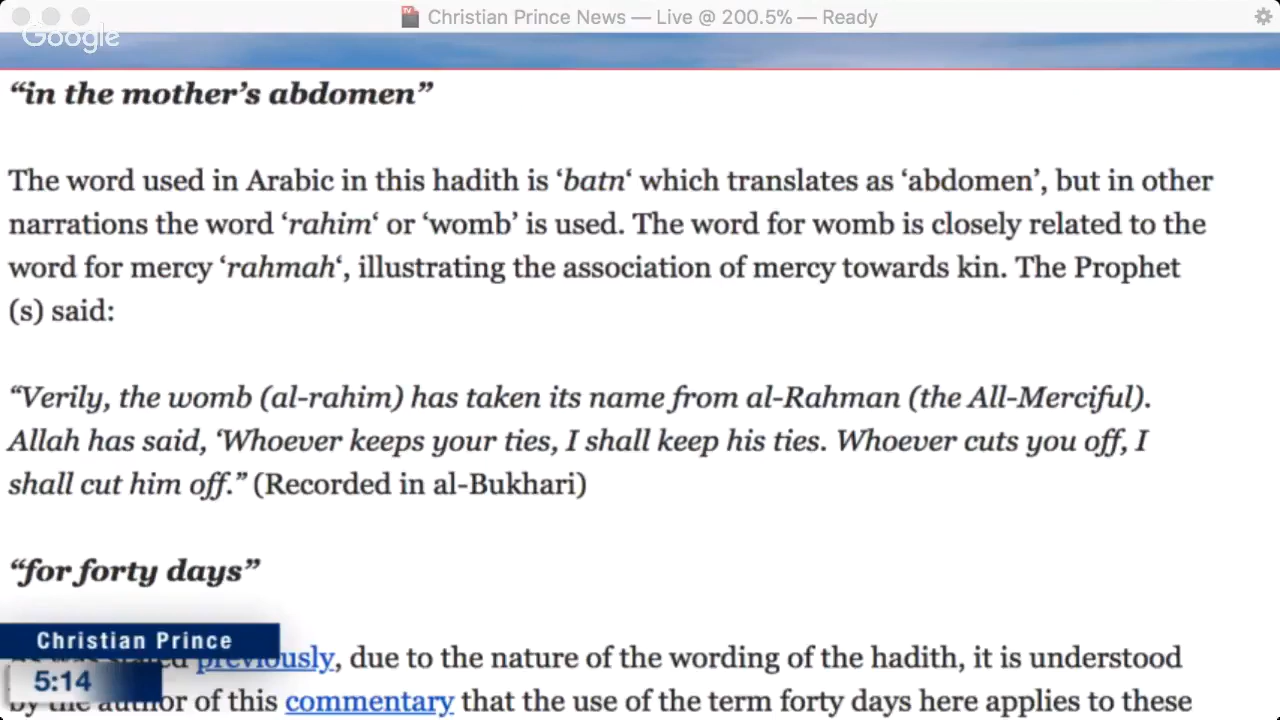 Christian Prince News — Live @ 200.5% — Ready
Google
“in the mother’s abdomen”
The word used in Arabic in this hadith is ‘batn‘ which translates as ‘abdomen’, but in other
narrations the word ‘rahim‘ or ‘womb’ is used. The word for womb is closely related to the
word for mercy ‘rahmah‘, illustrating the association of mercy towards kin. The Prophet
(s) said:
“Verily, the womb (al-rahim) has taken its name from al-Rahman (the All-Merciful).
Allah has said, ‘Whoever keeps your ties, I shall keep his ties. Whoever cuts you off, I
shall cut him off.” (Recorded in al-Bukhari)
“for forty days”
Christian Prince
previously, due to the nature of the wording of the hadith, it is understood
5:14
author of this commentary that the use of the term forty days here applies to these